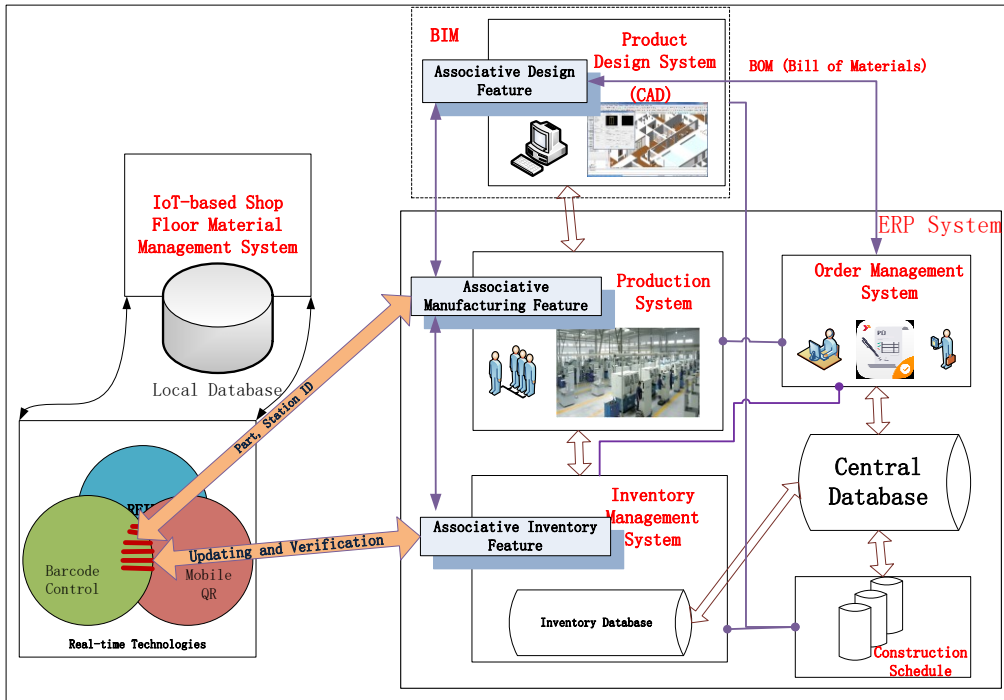 BIM
Product
Design System
(CAD)
Associative Design
Feature
BOM (Bill of Materials)
IoT-based Shop
Floor Material
Management System
Local Database
ERP System
Associative
Manufacturing Feature
Production
System
Order Management
System
Part, Station ID
Central
Database
Inventory
Management
System
Associative Inventory
Feature
Updating and Verification
Barcode
Control
Mobile
QR
Real-time Technologies
Inventory Database
Construction
Schedule